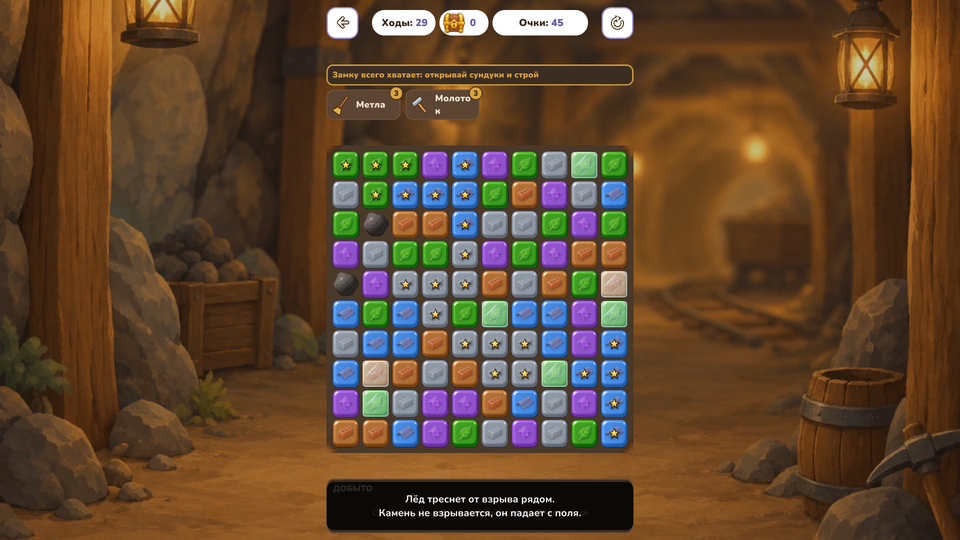 Ходы: 29
0
Очки: 45
Замку всего хватает: открывай сундуки и строй
Метла
3
Молото
к
3
ДОБЫТО
Лёд треснет от взрыва рядом.
Камень не взрывается, он падает с поля.